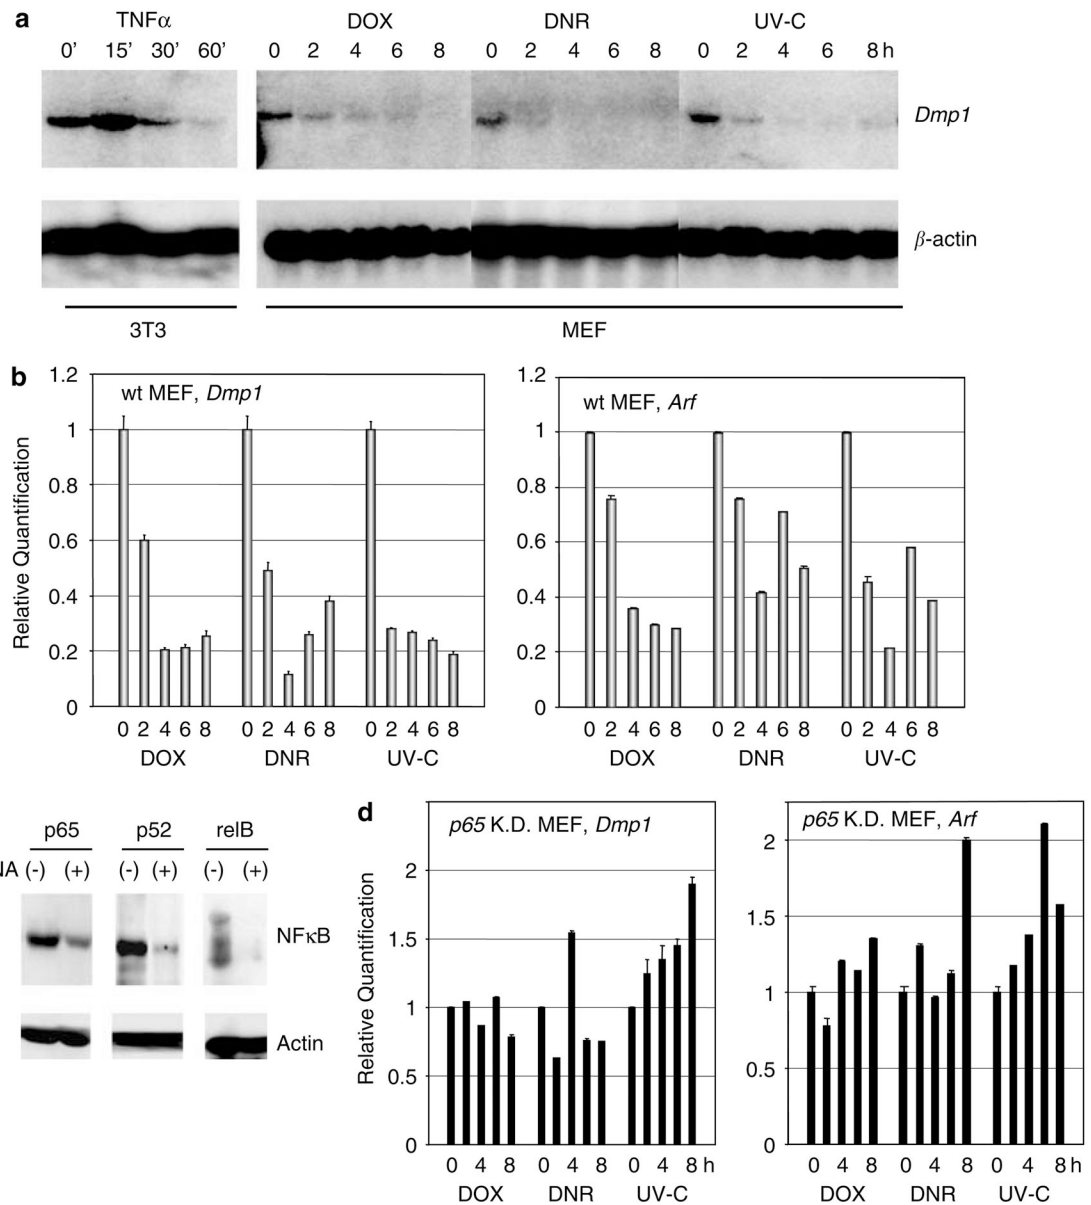 a
TNFα DOX DNR UV-C
0' 15' 30' 60' 0 2 4 6 8 0 2 4 6 8 0 2 4 6 8 h
Dmp1
β-actin
3T3 MEF
b
wt MEF, Dmp1
Relative Quantification
1.2
1
0.8
0.6
0.4
0.2
0
0 2 4 6 8 0 2 4 6 8 0 2 4 6 8
DOX DNR UV-C
wt MEF, Arf
1.2
1
0.8
0.6
0.4
0.2
0
0 2 4 6 8 0 2 4 6 8 0 2 4 6 8
DOX DNR UV-C
p65 p52 relB
NA (-) (+) (-) (+) (-) (+)
NFκB
Actin
d
p65 K.D. MEF, Dmp1
Relative Quantification
2
1.5
1
0.5
0
0 4 8 0 4 8 0 4 8 h
DOX DNR UV-C
p65 K.D. MEF, Arf
2
1.5
1
0.5
0
0 4 8 0 4 8 0 4 8 h
DOX DNR UV-C